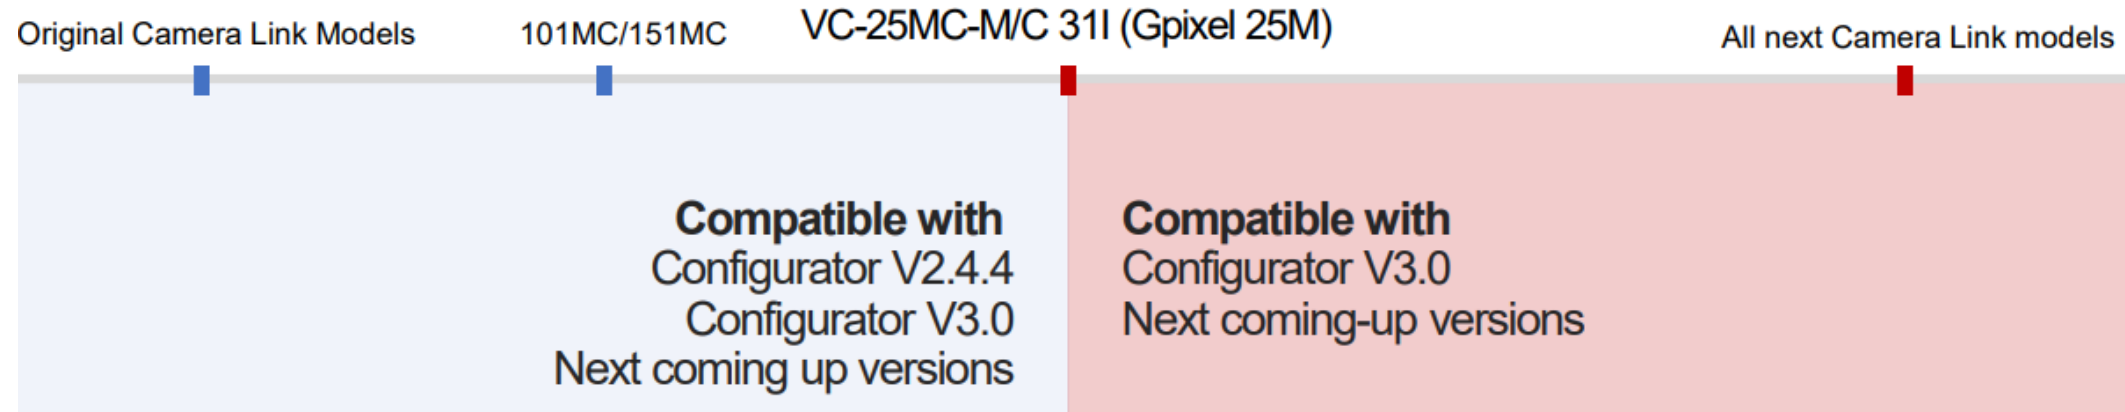 Original Camera Link Models
101MC/151MC
VC-25MC-M/C 31I (Gpixel 25M)
All next Camera Link models
Compatible with
Configurator V2.4.4
Configurator V3.0
Next coming up versions
Compatible with
Configurator V3.0
Next coming-up versions